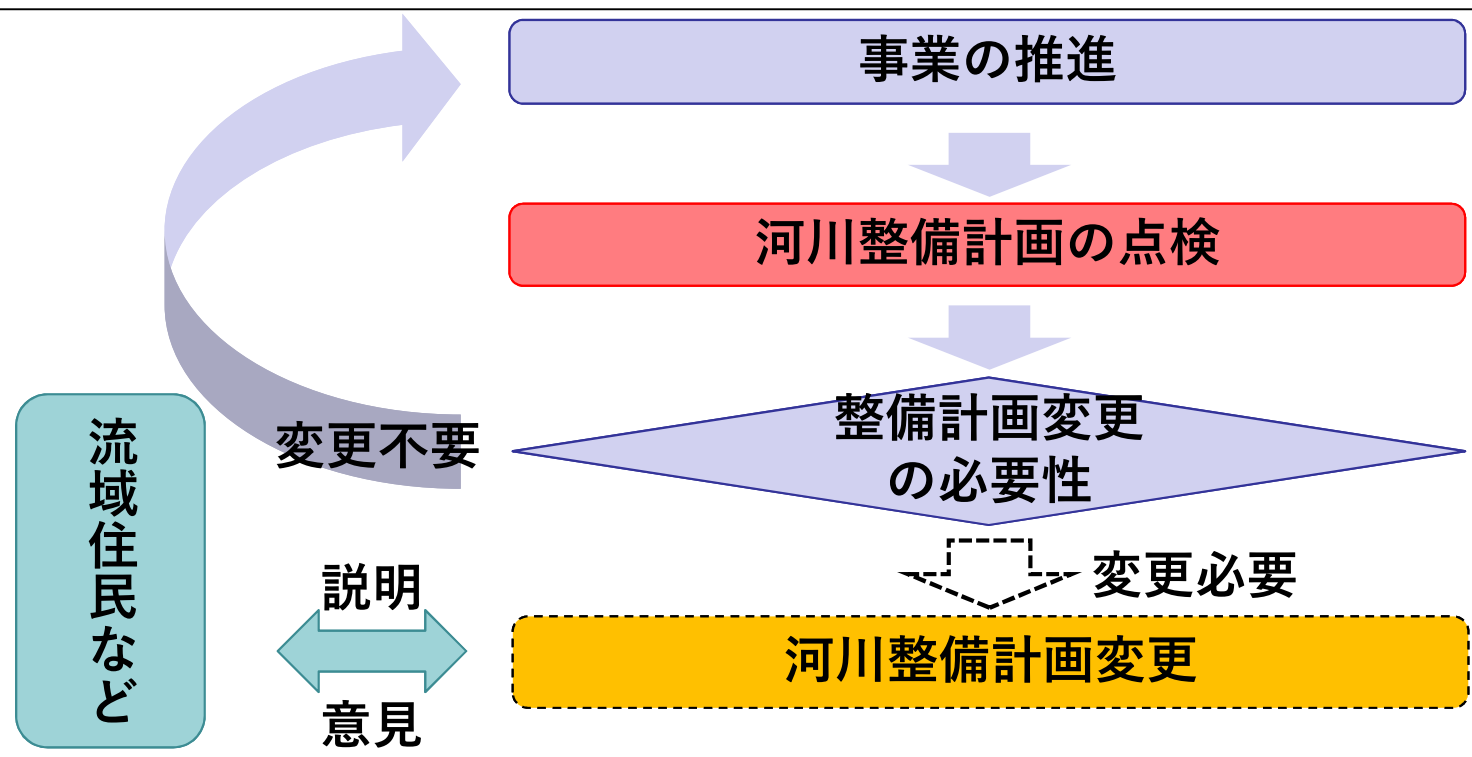 事業の推進
河川整備計画の点検
整備計画変更
の必要性
変更不要
変更必要
河川整備計画変更
流域住民など
説明
意見